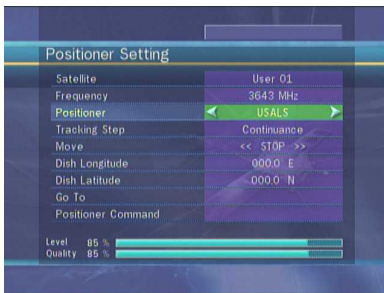 Positioner Setting
Satellite User 01
Frequency 3643 MHz
Positioner USALS
Tracking Step Continuance
Move << STOP >>
Dish Longitude 000.0 E
Dish Latitude 000.0 N
Go To
Positioner Command
Level 85 %
Quality 85 %